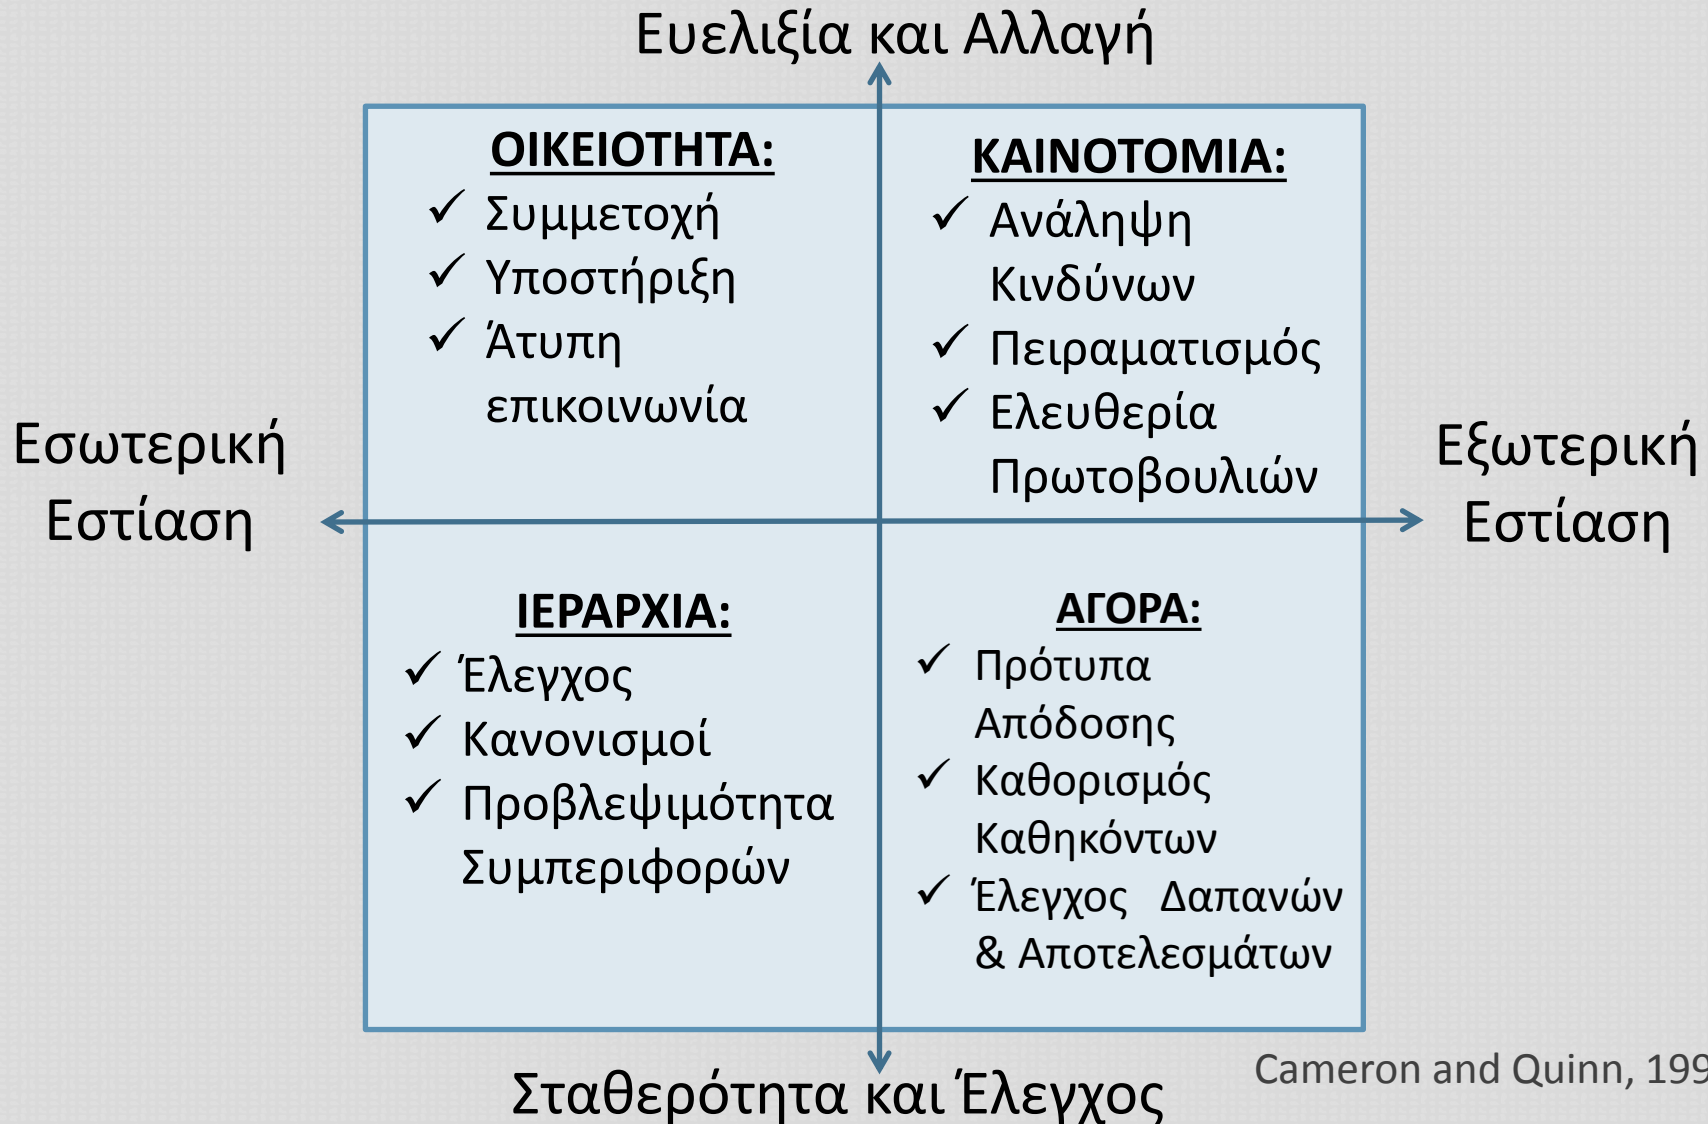 Ευελιξία και Αλλαγή
ΟΙΚΕΙΟΤΗΤΑ:
✓ Συμμετοχή
✓ Υποστήριξη
✓ Άτυπη
επικοινωνία
ΚΑΙΝΟΤΟΜΙΑ:
✓ Ανάληψη
Κινδύνων
✓ Πειραματισμός
✓ Ελευθερία
Πρωτοβουλιών
Εσωτερική
Εστίαση
Εξωτερική
Εστίαση
ΙΕΡΑΡΧΙΑ:
✓ Έλεγχος
✓ Κανονισμοί
✓ Προβλεψιμότητα
Συμπεριφορών
ΑΓΟΡΑ:
✓ Πρότυπα
Απόδοσης
✓ Καθορισμός
Καθηκόντων
✓ Έλεγχος Δαπανών
& Αποτελεσμάτων
Σταθερότητα και Έλεγχος
Cameron and Quinn, 199